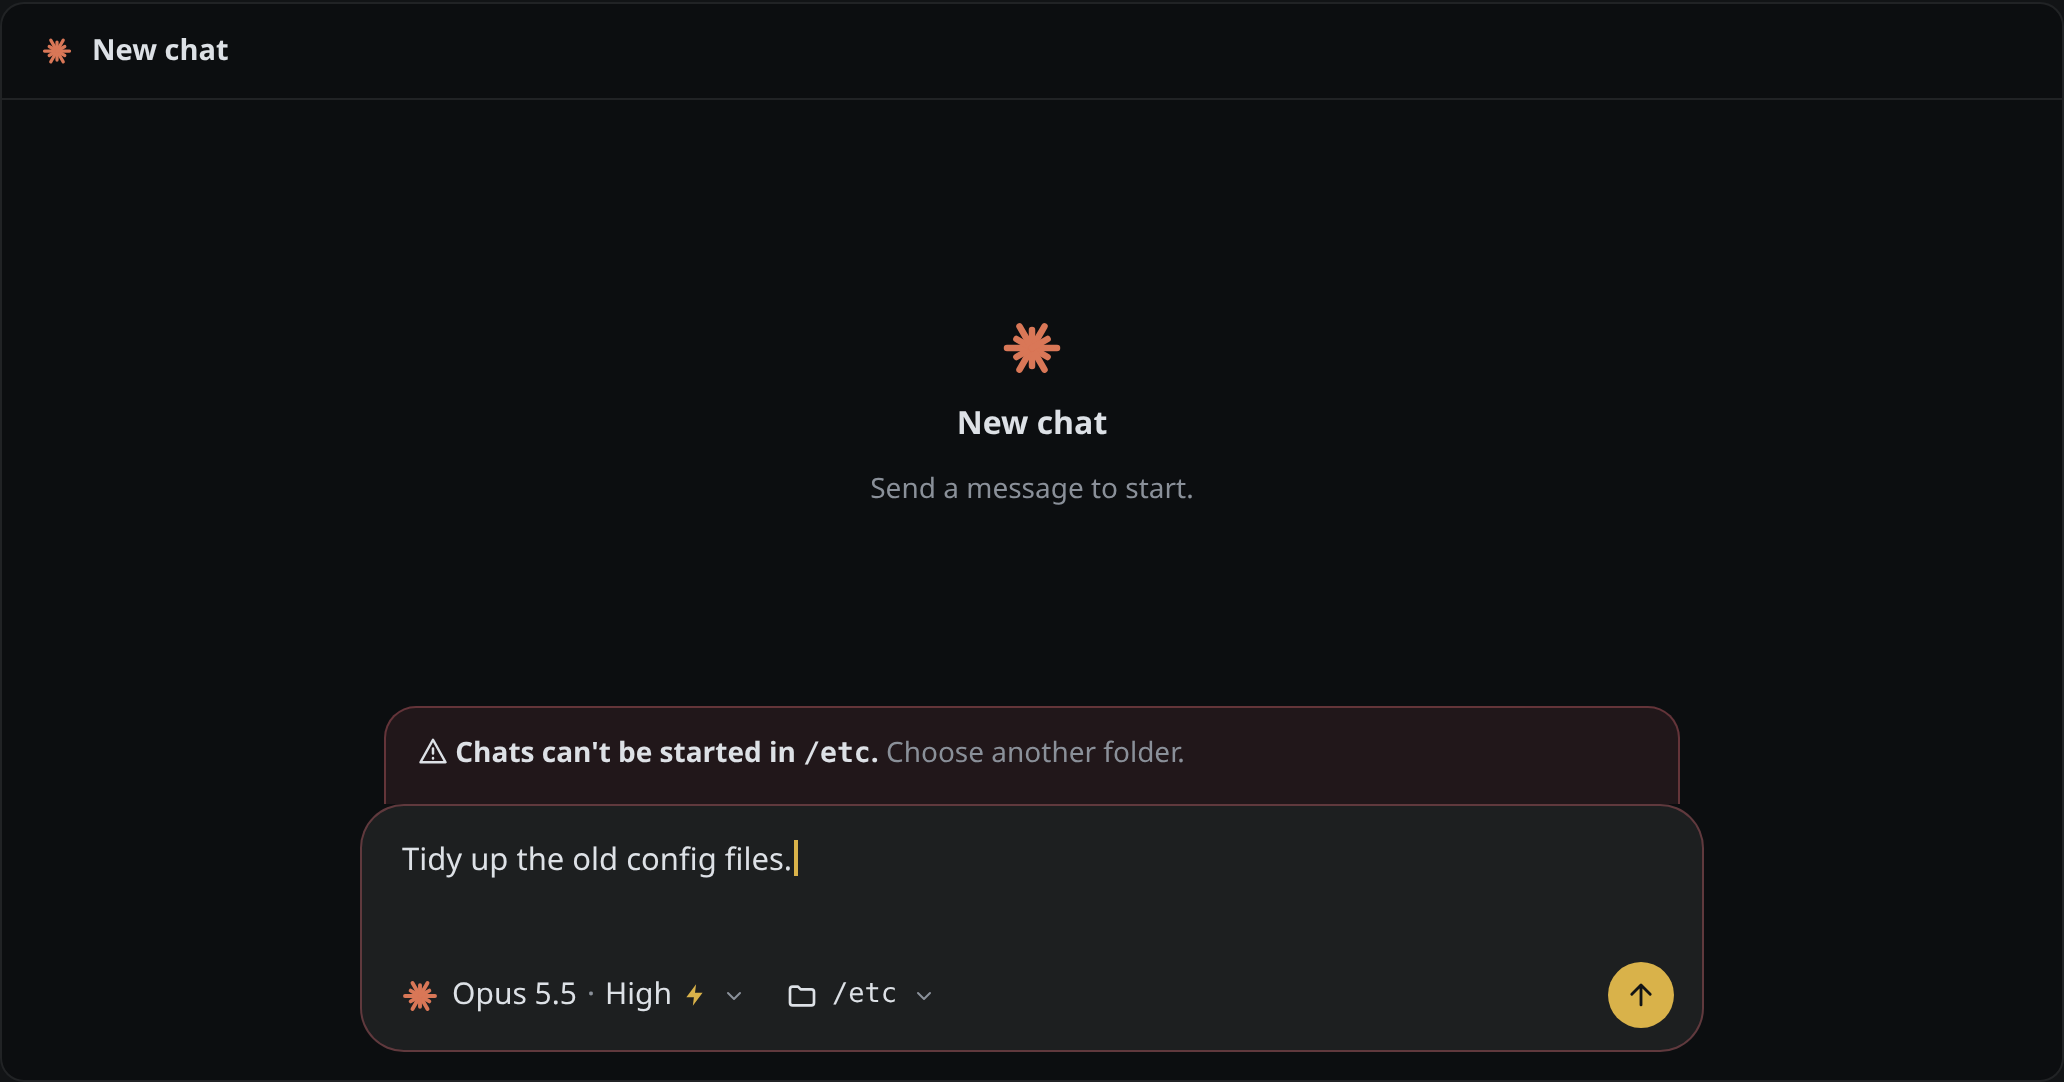 New chat
New chat
Send a message to start.
Chats can't be started in /etc. Choose another folder.
Tidy up the old config files.
Opus 5.5 · High /etc